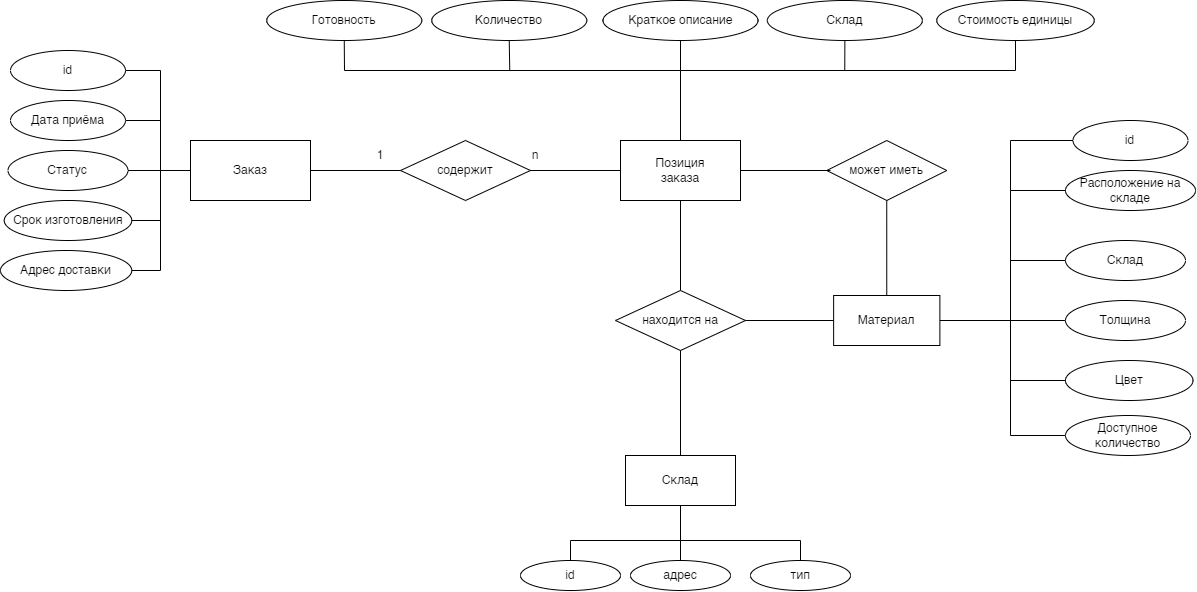 Готовность
Количество
Краткое описание
Склад
Стоимость единицы
id
Дата приёма
Статус
Срок изготовления
Адрес доставки
Заказ
1
содержит
n
Позиция
заказа
может иметь
id
Расположение на
складе
Склад
Толщина
Цвет
Доступное
количество
находится на
Материал
Склад
id
адрес
тип